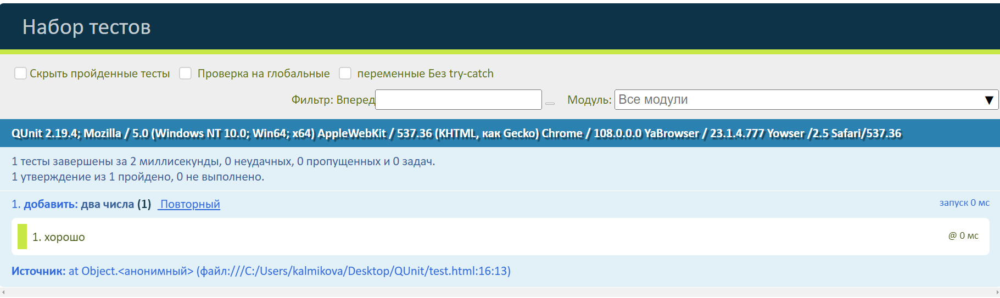 Набор тестов
Скрыть пройденные тесты Проверка на глобальные переменные Без try-catch
Фильтр: Вперед Модуль: Все модули ▼
QUnit 2.19.4; Mozilla / 5.0 (Windows NT 10.0; Win64; x64) AppleWebKit / 537.36 (KHTML, как Gecko) Chrome / 108.0.0.0 YaBrowser / 23.1.4.777 Yowser /2.5 Safari/537.36
1 тесты завершены за 2 миллисекунды, 0 неудачных, 0 пропущенных и 0 задач.
1 утверждение из 1 пройдено, 0 не выполнено.
1. добавить: два числа (1) Повторный запуск 0 мс
1. хорошо @ 0 мс
Источник: at Object.<анонимный> (файл:///C:/Users/kalmikova/Desktop/QUnit/test.html:16:13)